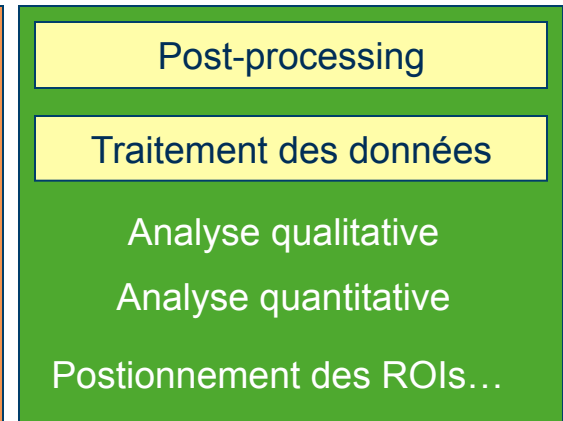 Post-processing
Traitement des données
Analyse qualitative
Analyse quantitative
Postionnement des ROIs…